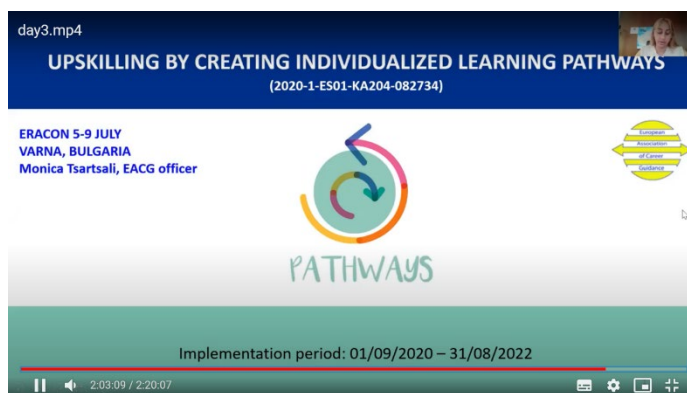 day3.mp4
UPSKILLING BY CREATING INDIVIDUALIZED LEARNING PATHWAYS
(2020-1-ES01-KA204-082734)
ERACON 5-9 JULY
VARNA, BULGARIA
Monica Tsartsali, EACG officer
European
Association
of Career
Guidance
PATHWAYS
Implementation period: 01/09/2020 – 31/08/2022
2:03:09 / 2:20:07